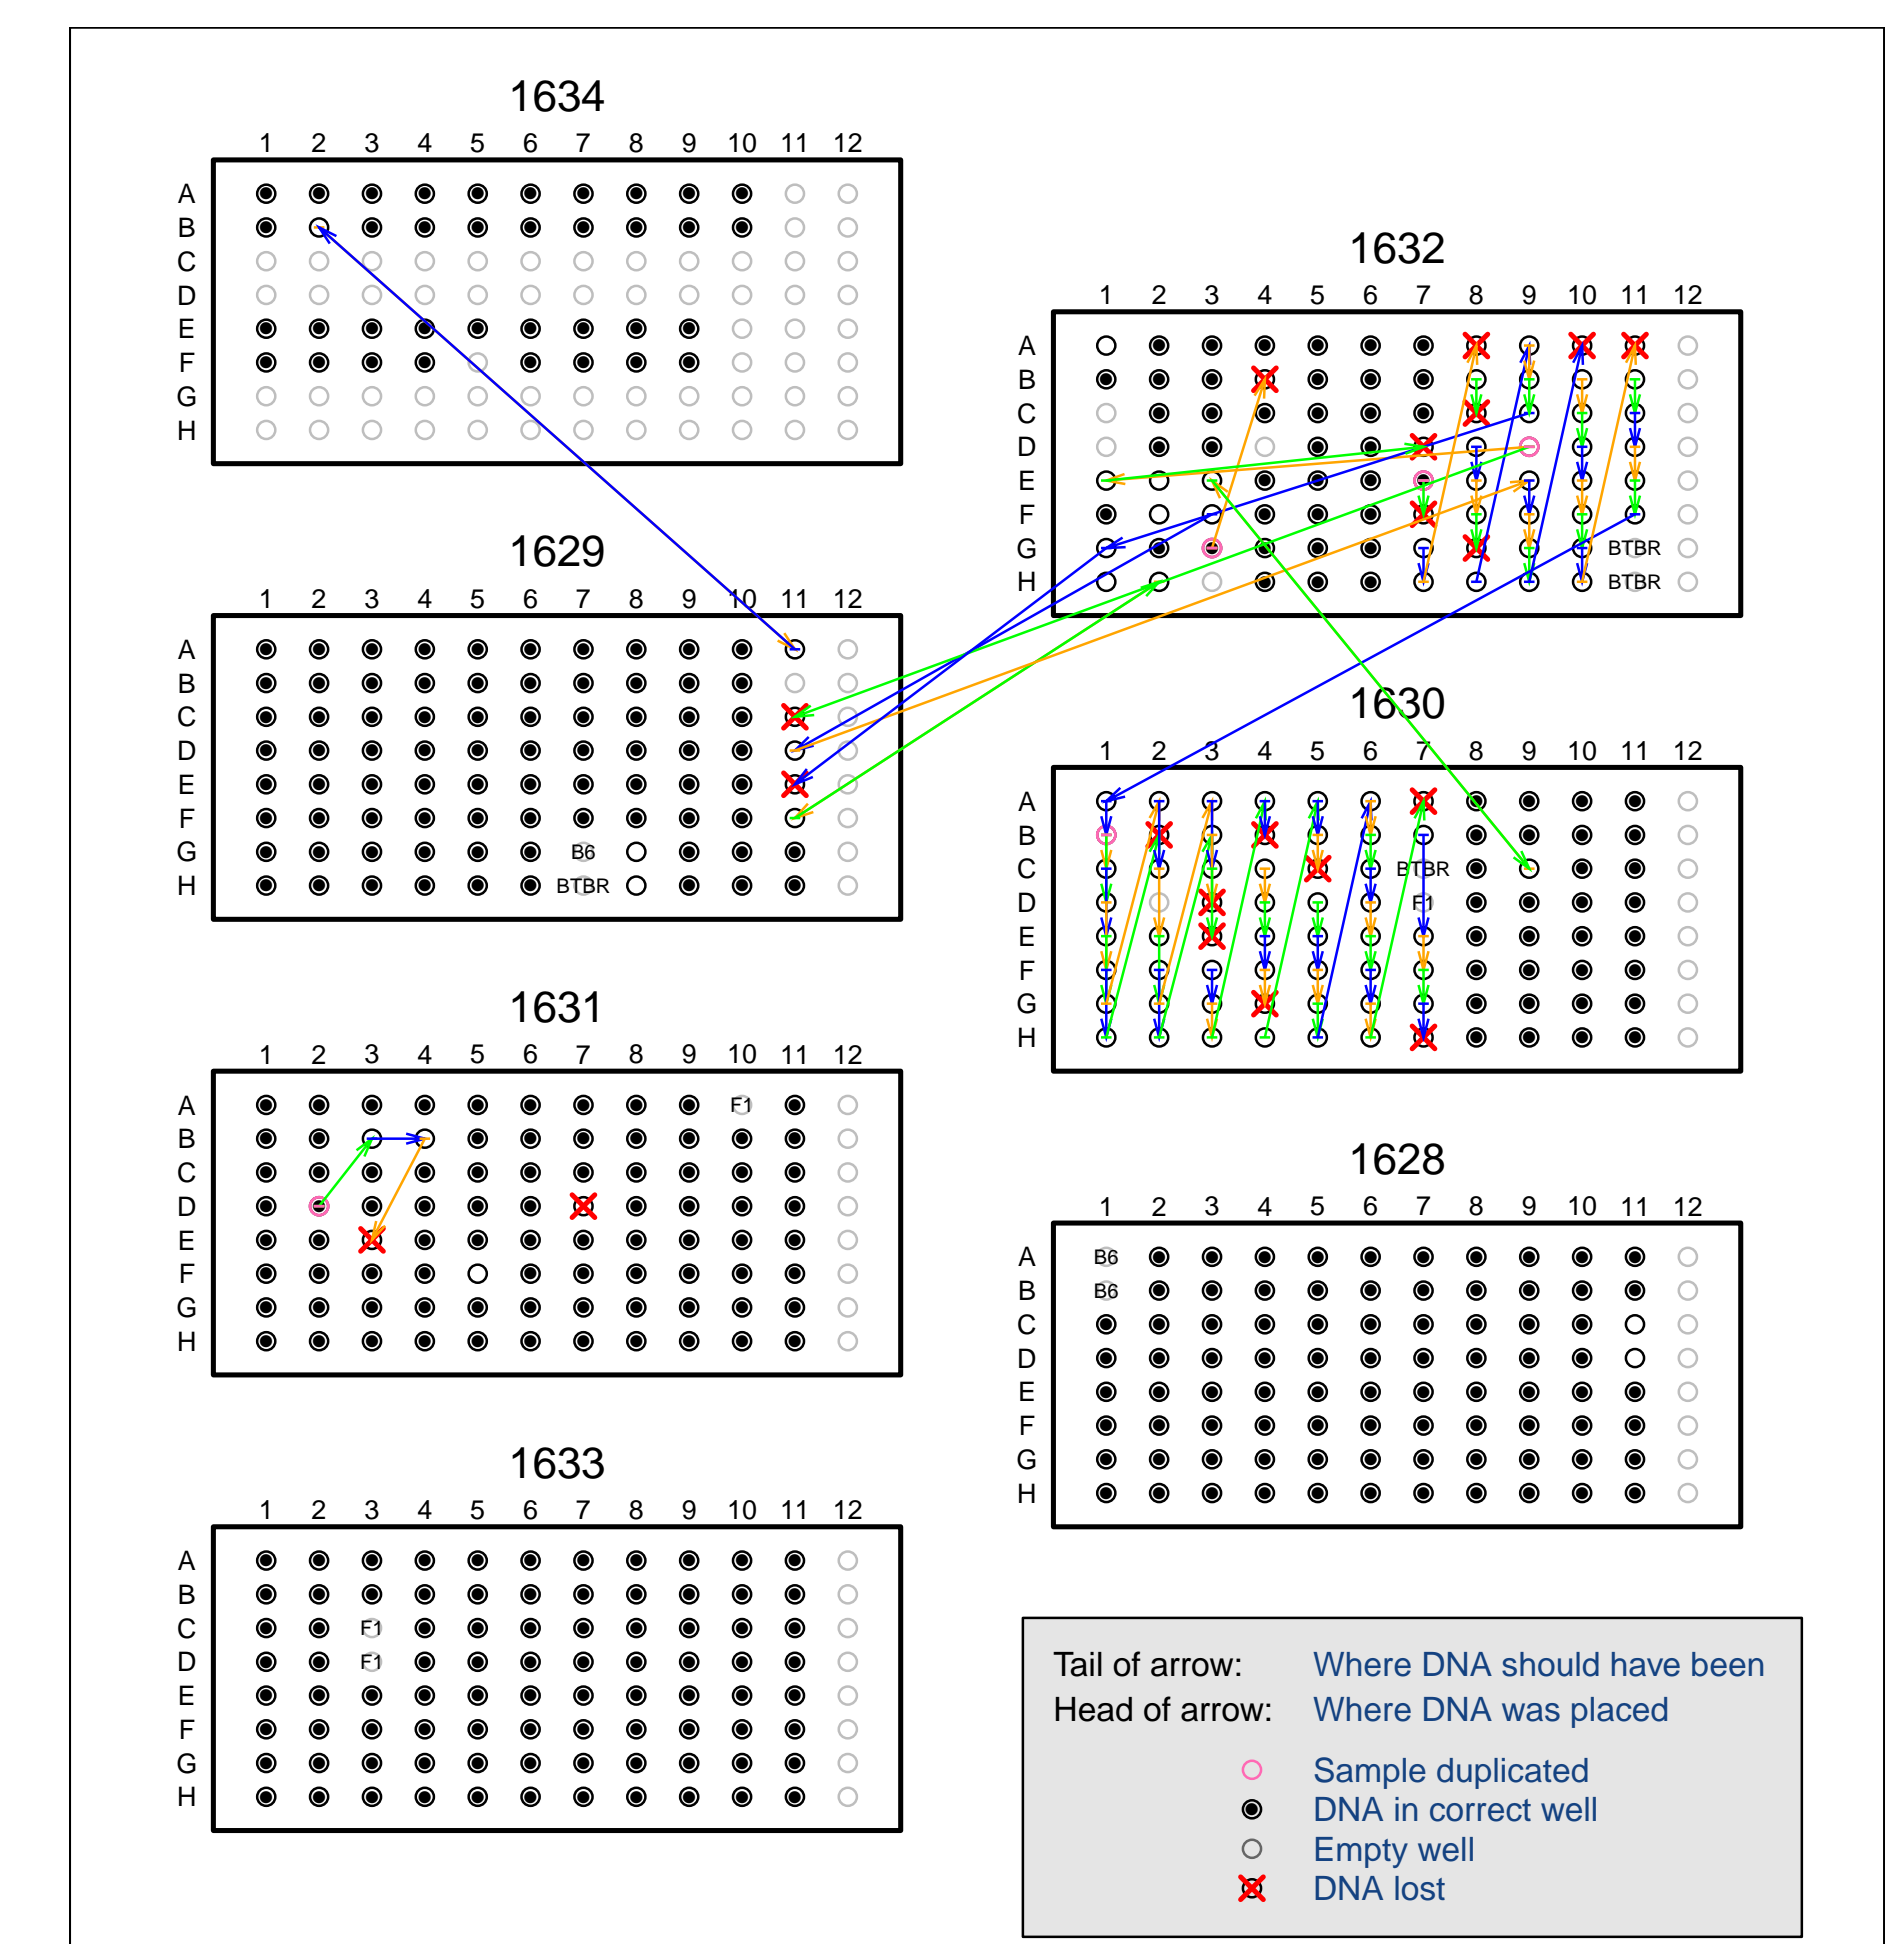 1634
1 2 3 4 5 6 7 8 9 10 11 12
A
B
C
D
E
F
G
H
1629
1 2 3 4 5 6 7 8 9 10 11 12
A
B
C
D
E
F
G B6
H BTBR
1631
1 2 3 4 5 6 7 8 9 10 11 12
A F1
B
C
D
E
F
G
H
1633
1 2 3 4 5 6 7 8 9 10 11 12
A
B
C F1
D F1
E
F
G
H
1632
1 2 3 4 5 6 7 8 9 10 11 12
A
B
C
D
E
F
G BTBR
H BTBR
1630
1 2 3 4 5 6 7 8 9 10 11 12
A
B
C BTBR
D F1
E
F
G
H
1628
1 2 3 4 5 6 7 8 9 10 11 12
A B6
B B6
C
D
E
F
G
H
Tail of arrow: Where DNA should have been
Head of arrow: Where DNA was placed
Sample duplicated
DNA in correct well
Empty well
DNA lost